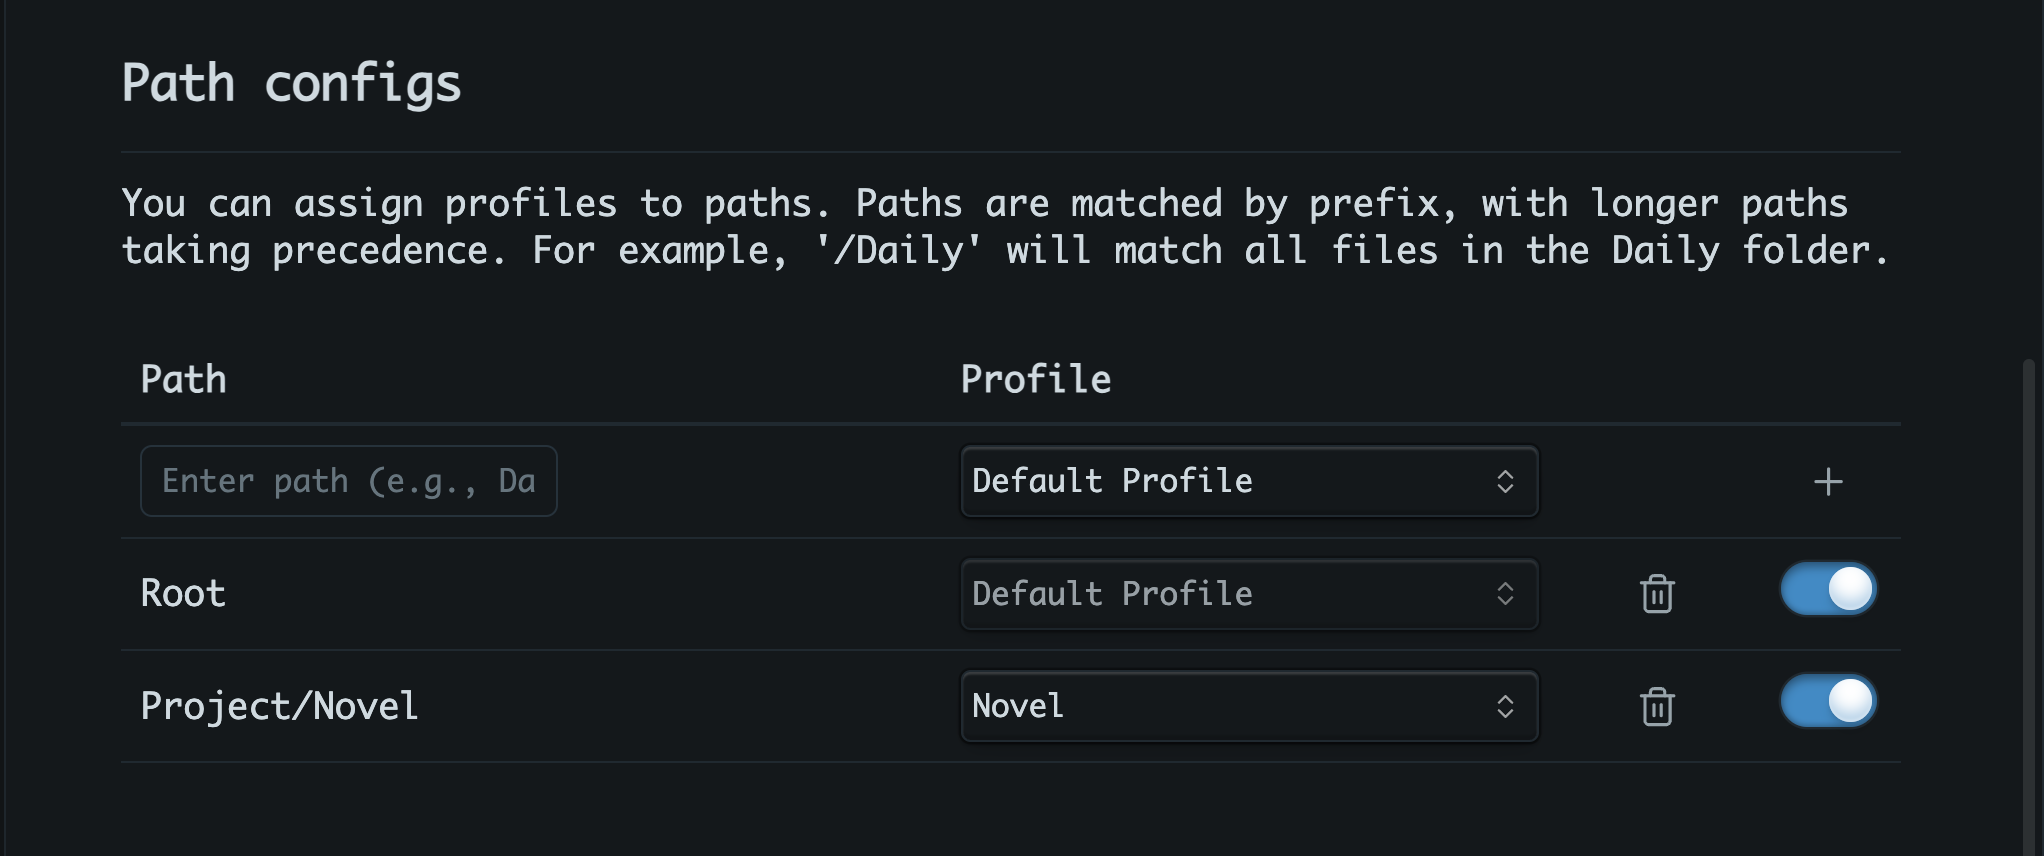 Path configs
You can assign profiles to paths. Paths are matched by prefix, with longer paths
taking precedence. For example, '/Daily' will match all files in the Daily folder.
Path Profile
Enter path (e.g., Da Default Profile
Root Default Profile
Project/Novel Novel